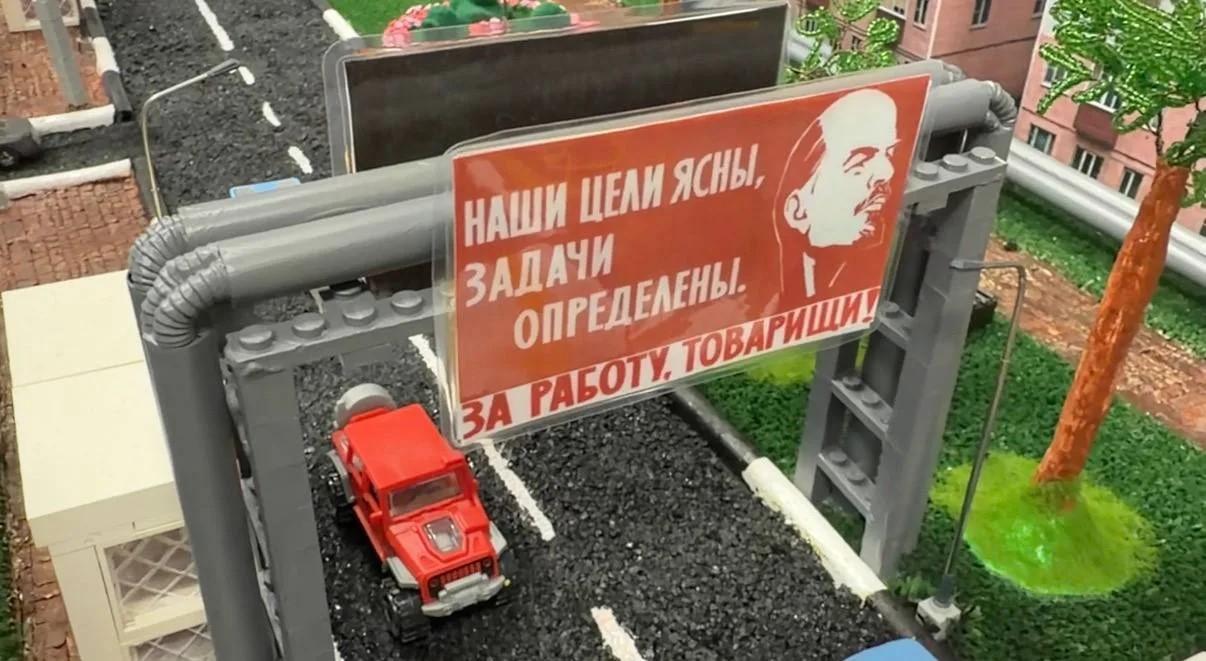 НАШИ ЦЕЛИ ЯСНЫ,
ЗАДАЧИ
ОПРЕДЕЛЕНЫ.
ЗА РАБОТУ, ТОВАРИЩИ!